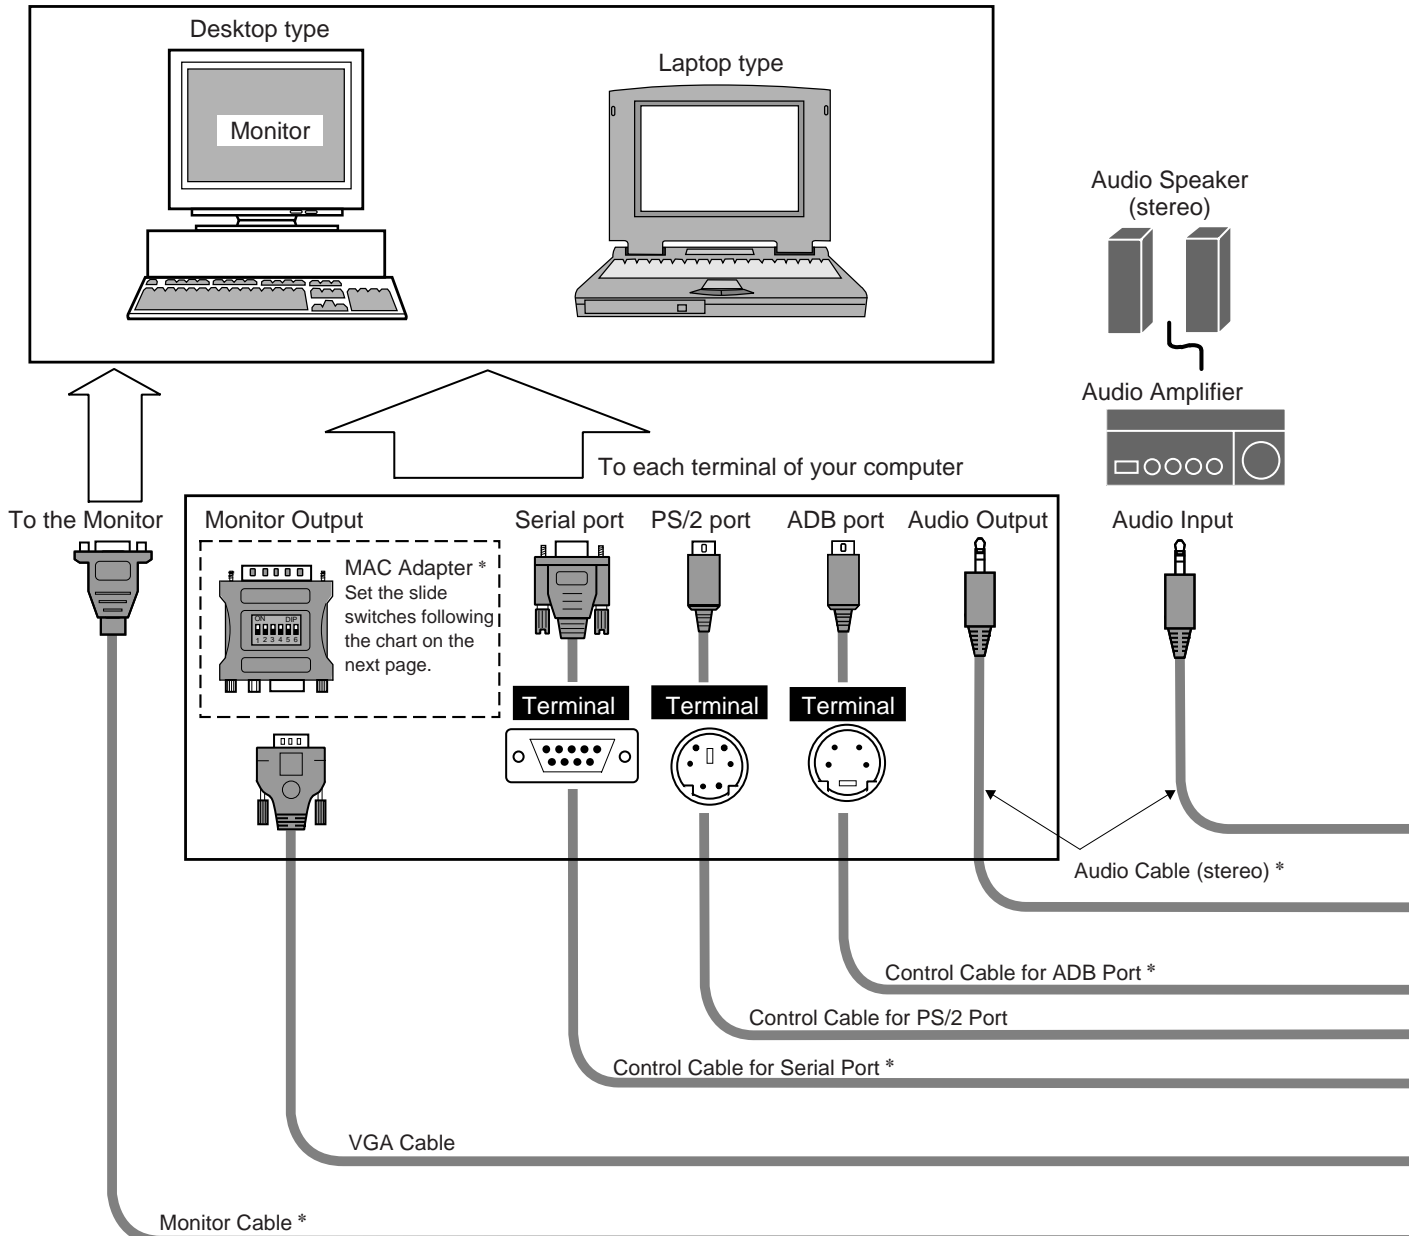 Desktop type
Laptop type
Monitor
Audio Speaker
(stereo)
Audio Amplifier
To each terminal of your computer
To the Monitor
Monitor Output
Serial port
PS/2 port
ADB port
Audio Output
Audio Input
MAC Adapter *
Set the slide
switches following
the chart on the
next page.
ON DIP
1 2 3 4 5 6
Terminal
Terminal
Terminal
Audio Cable (stereo) *
Control Cable for ADB Port *
Control Cable for PS/2 Port
Control Cable for Serial Port *
VGA Cable
Monitor Cable *